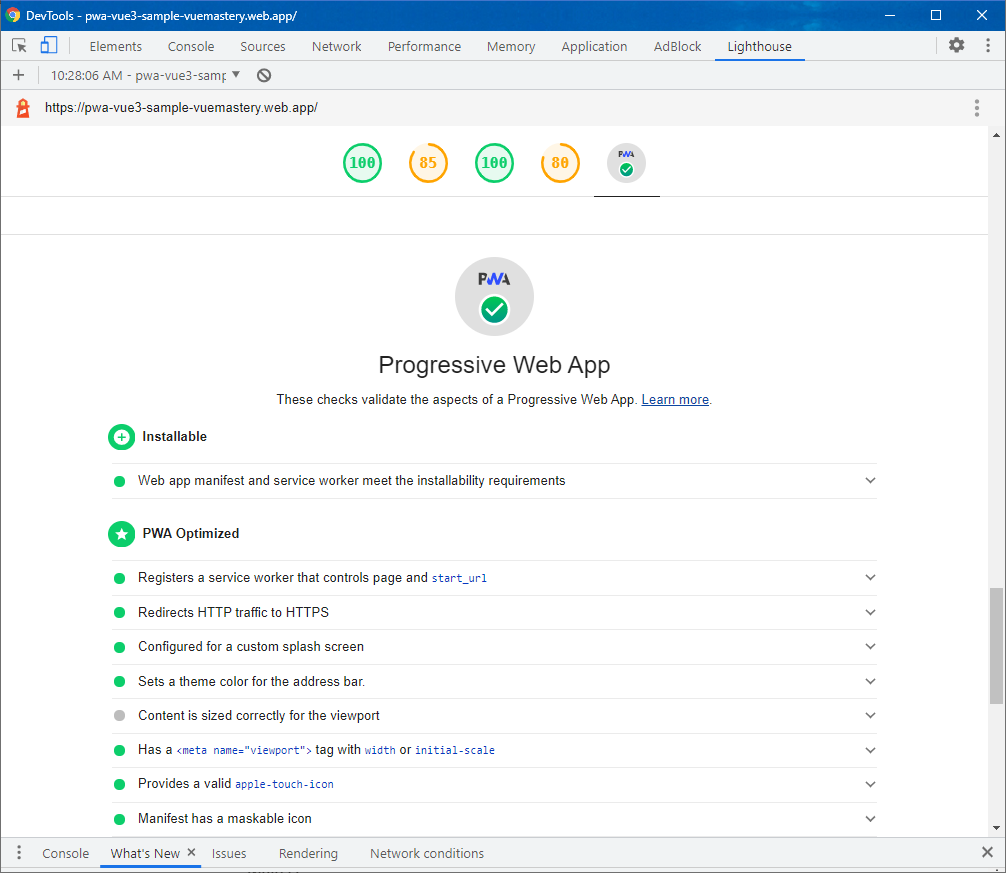 DevTools - pwa-vue3-sample-vuemastery.web.app/
Elements Console Sources Network Performance Memory Application AdBlock Lighthouse
10:28:06 AM - pwa-vue3-samp
https://pwa-vue3-sample-vuemastery.web.app/
100 85 100 80 PWA
PWA
Progressive Web App
These checks validate the aspects of a Progressive Web App. Learn more.
Installable
Web app manifest and service worker meet the installability requirements
PWA Optimized
Registers a service worker that controls page and start_url
Redirects HTTP traffic to HTTPS
Configured for a custom splash screen
Sets a theme color for the address bar.
Content is sized correctly for the viewport
Has a <meta name="viewport"> tag with width or initial-scale
Provides a valid apple-touch-icon
Manifest has a maskable icon
Console What's New Issues Rendering Network conditions